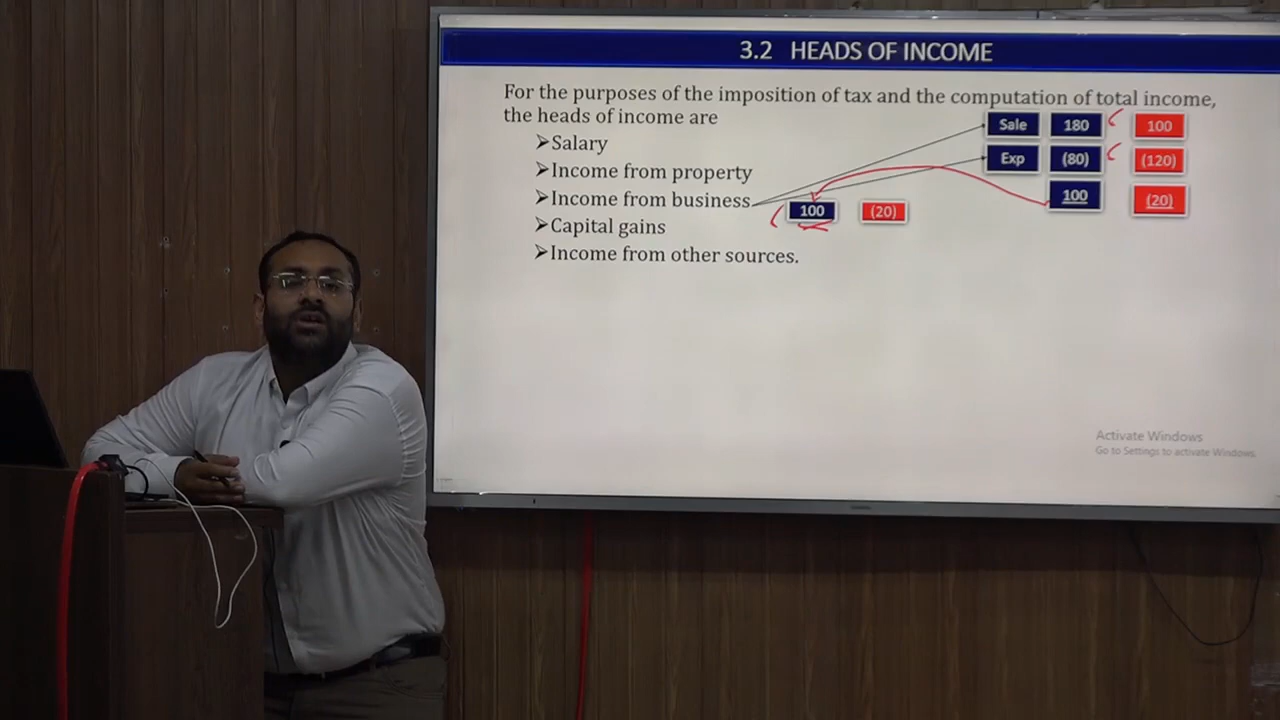 3.2 HEADS OF INCOME
For the purposes of the imposition of tax and the computation of total income,
the heads of income are
➢Salary
➢Income from property
➢Income from business
➢Capital gains
➢Income from other sources.
Sale 180 100
Exp (80) (120)
100 (20)
100 (20)
Activate Windows
Go to Settings to activate Windows.